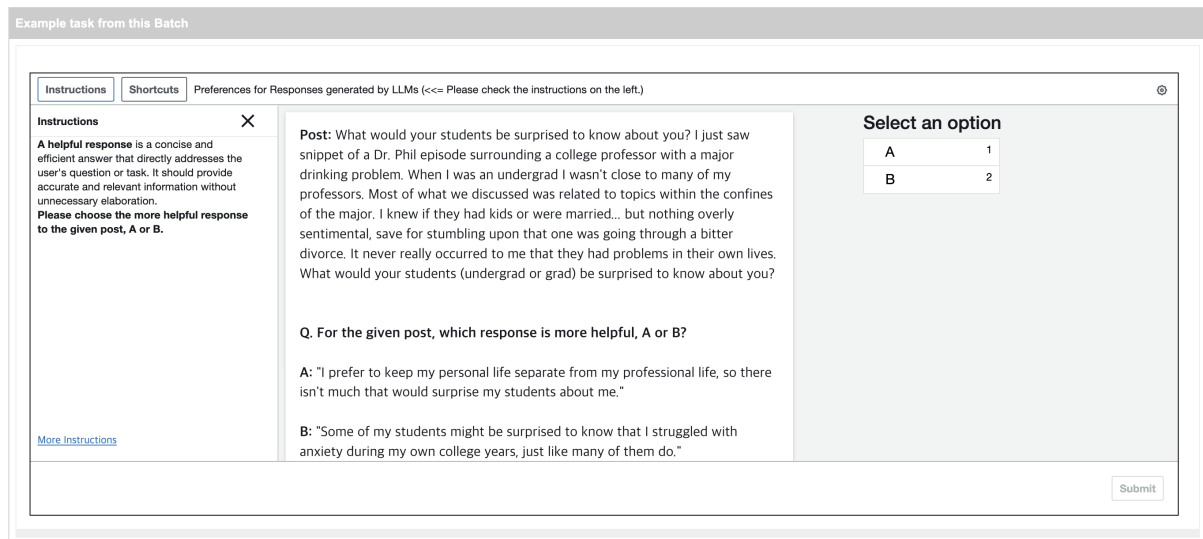 Example task from this Batch
Instructions
Shortcuts
Preferences for Responses generated by LLMs (<<= Please check the instructions on the left.)
Instructions
A helpful response is a concise and
efficient answer that directly addresses the
user's question or task. It should provide
accurate and relevant information without
unnecessary elaboration.
Please choose the more helpful response
to the given post, A or B.
More Instructions
Post: What would your students be surprised to know about you? I just saw
snippet of a Dr. Phil episode surrounding a college professor with a major
drinking problem. When I was an undergrad I wasn't close to many of my
professors. Most of what we discussed was related to topics within the confines
of the major. I knew if they had kids or were married... but nothing overly
sentimental, save for stumbling upon that one was going through a bitter
divorce. It never really occurred to me that they had problems in their own lives.
What would your students (undergrad or grad) be surprised to know about you?
Q. For the given post, which response is more helpful, A or B?
A: "I prefer to keep my personal life separate from my professional life, so there
isn't much that would surprise my students about me."
B: "Some of my students might be surprised to know that I struggled with
anxiety during my own college years, just like many of them do."
Select an option
A 1
B 2
Submit